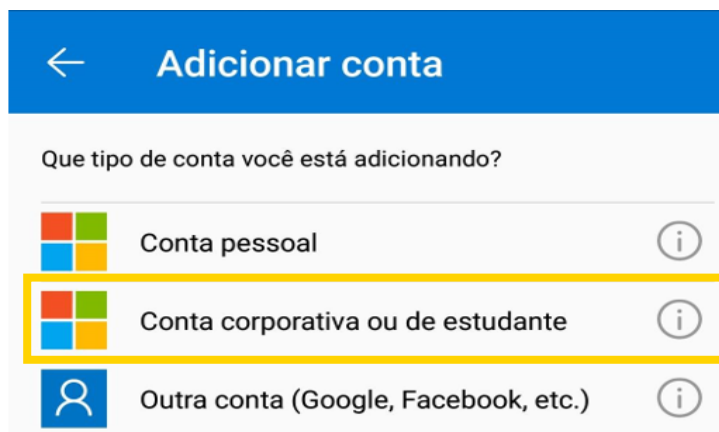 Adicionar conta
Que tipo de conta você está adicionando?
Conta pessoal
Conta corporativa ou de estudante
Outra conta (Google, Facebook, etc.)